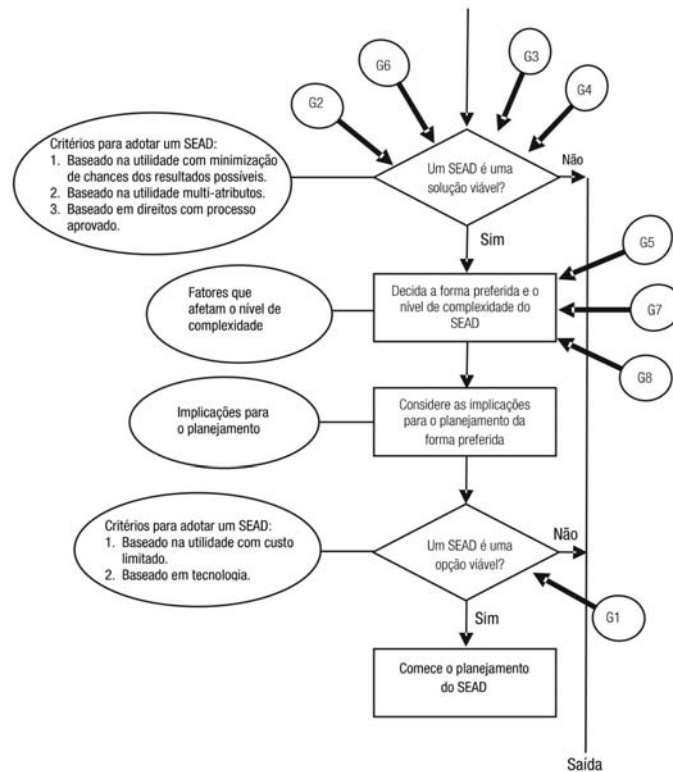 G3
G6
G4
G2
Critérios para adotar um SEAD:
1. Baseado na utilidade com minimização
de chances dos resultados possíveis.
2. Baseado na utilidade multi-atributos.
3. Baseado em direitos com processo
aprovado.
Um SEAD é uma
solução viável?
Não
Sim
G5
Fatores que
afetam o nível de
complexidade
Decida a forma preferida e o
nível de complexidade do
SEAD
G7
G8
Implicações para
o planejamento
Considere as implicações
para o planejamento da
forma preferida
Critérios para adotar um SEAD:
1. Baseado na utilidade com custo
limitado.
2. Baseado em tecnologia.
Um SEAD é uma
opção viável?
Não
G1
Sim
Comece o planejamento
do SEAD
Saída